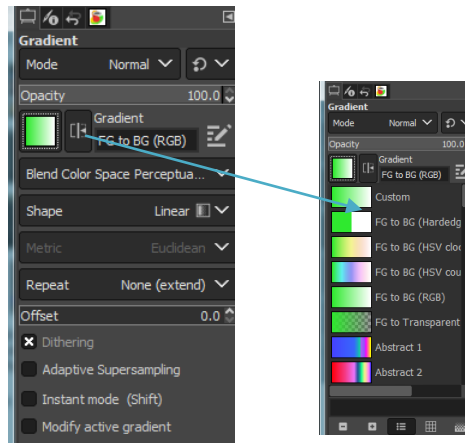 Gradient
Mode Normal
Opacity 100.0
Gradient
FG to BG (RGB)
Blend Color Space Perceptua...
Shape Linear
Metric Euclidean
Repeat None (extend)
Offset 0.0
Dithering
Adaptive Supersampling
Instant mode (Shift)
Modify active gradient
Gradient
Mode Normal
Opacity 100.0
Gradient
FG to BG (RGB)
Custom
FG to BG (Hardedg
FG to BG (HSV cloc
FG to BG (HSV cou
FG to BG (RGB)
FG to Transparent
Abstract 1
Abstract 2